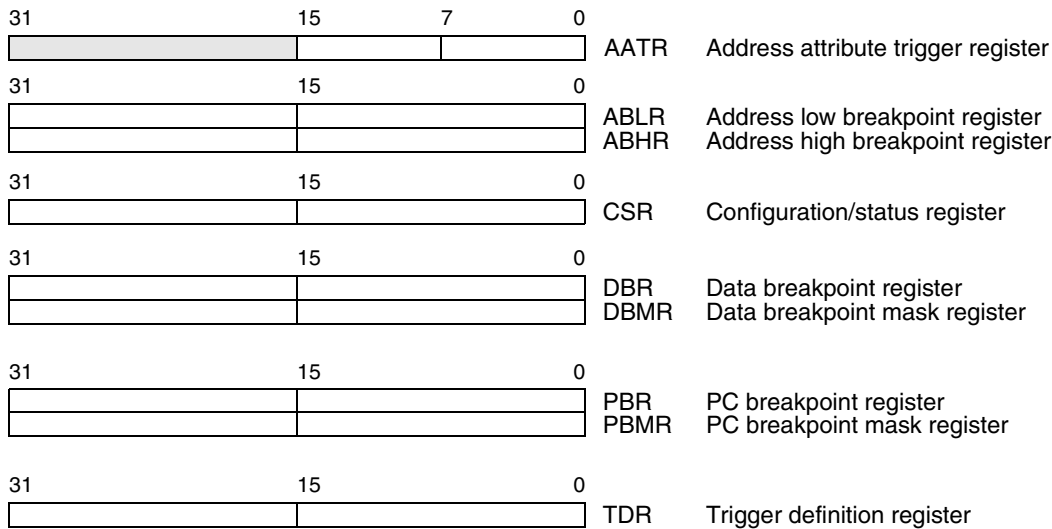 31 15 7 0
AATR Address attribute trigger register
31 15 0
ABLR Address low breakpoint register
ABHR Address high breakpoint register
31 15 0
CSR Configuration/status register
31 15 0
DBR Data breakpoint register
DBMR Data breakpoint mask register
31 15 0
PBR PC breakpoint register
PBMR PC breakpoint mask register
31 15 0
TDR Trigger definition register